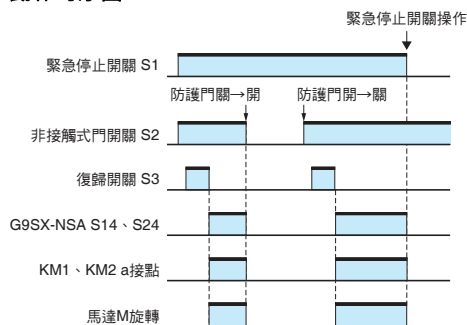 緊急停止開關操作
緊急停止開關 S1
防護門關→開
防護門開→關
非接觸式門開關 S2
復歸開關 S3
G9SX-NSA S14、S24
KM1、KM2 a接點
馬達M旋轉